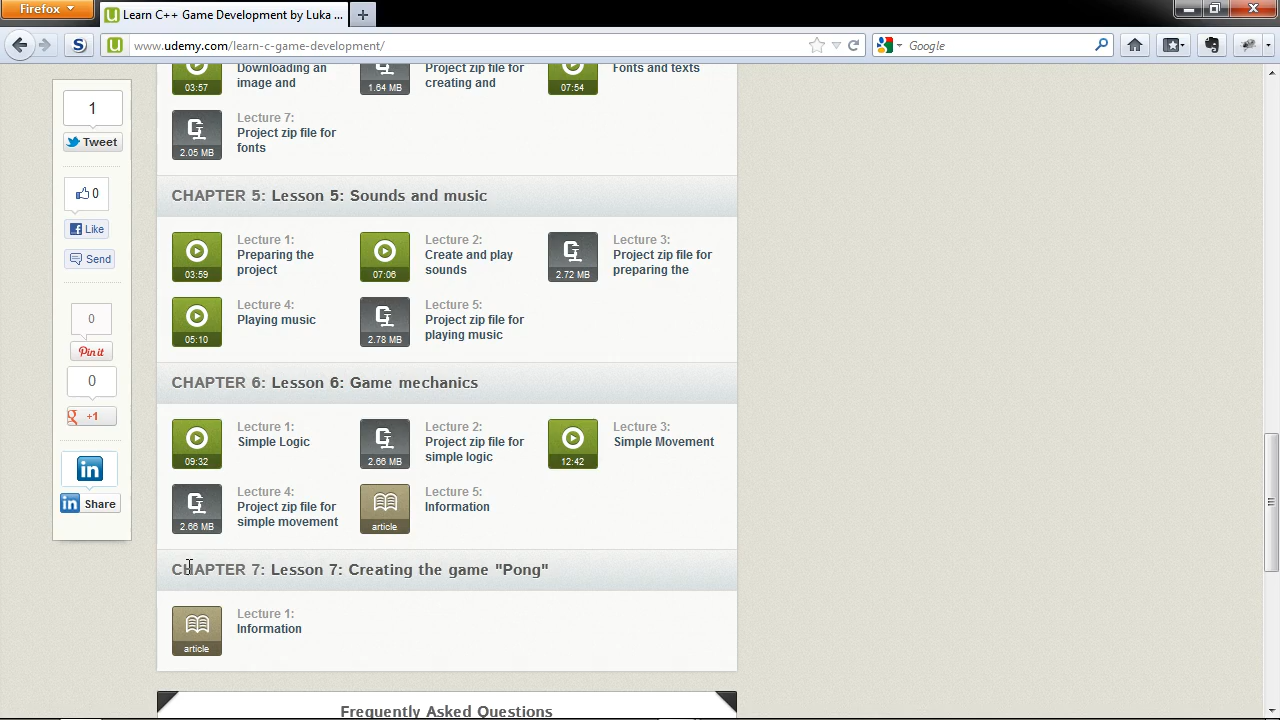 Firefox
Learn C++ Game Development by Luka ...
www.udemy.com/learn-c-game-development/
Google
1
Tweet
0
Like
Send
0
Pin it
0
+1
Share
03:57
Downloading an
image and
1.64 MB
Project zip file for
creating and
07:54
Fonts and texts
2.05 MB
Lecture 7:
Project zip file for
fonts
CHAPTER 5: Lesson 5: Sounds and music
03:59
Lecture 1:
Preparing the
project
07:06
Lecture 2:
Create and play
sounds
2.72 MB
Lecture 3:
Project zip file for
preparing the
05:10
Lecture 4:
Playing music
2.78 MB
Lecture 5:
Project zip file for
playing music
CHAPTER 6: Lesson 6: Game mechanics
09:32
Lecture 1:
Simple Logic
2.66 MB
Lecture 2:
Project zip file for
simple logic
12:42
Lecture 3:
Simple Movement
2.66 MB
Lecture 4:
Project zip file for
simple movement
article
Lecture 5:
Information
CHAPTER 7: Lesson 7: Creating the game "Pong"
article
Lecture 1:
Information
Frequently Asked Questions